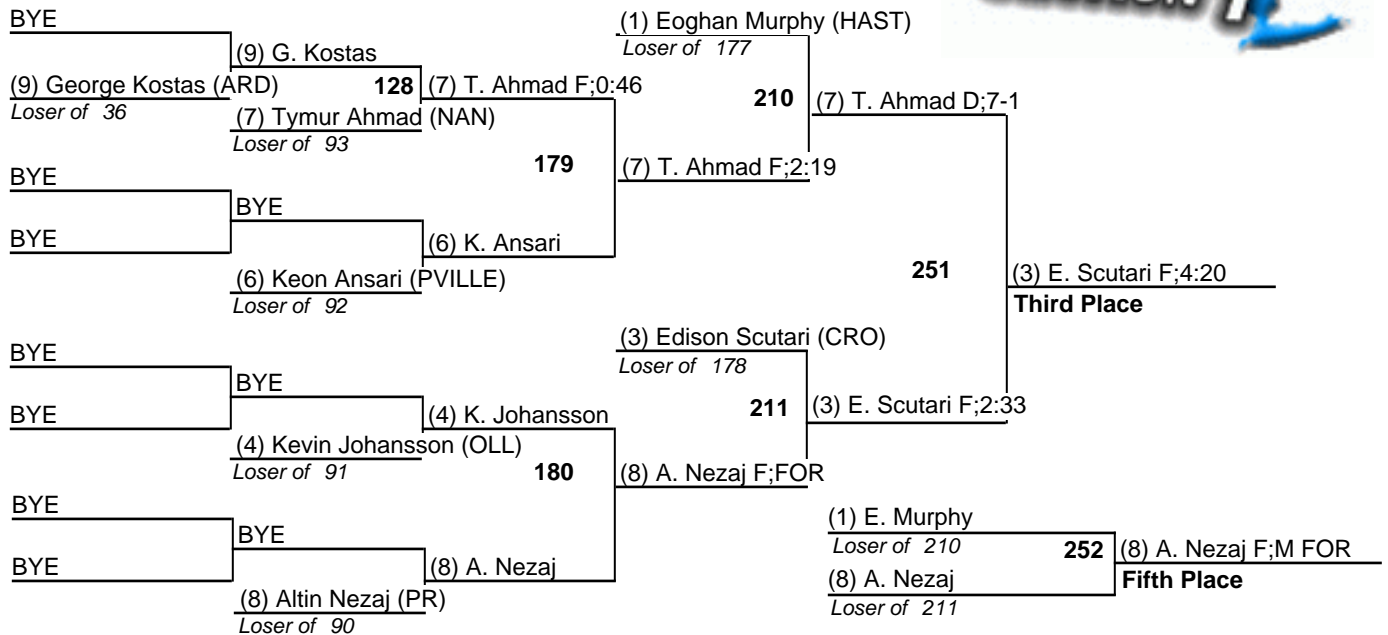 BYE
(9) G. Kostas
(9) George Kostas (ARD)
Loser of 36
128
(7) T. Ahmad F;0:46
(7) Tymur Ahmad (NAN)
Loser of 93
179
BYE
BYE
BYE
(6) K. Ansari
(6) Keon Ansari (PVILLE)
Loser of 92
(1) Eoghan Murphy (HAST)
Loser of 177
210
(7) T. Ahmad D;7-1
(7) T. Ahmad F;2:19
251
(3) E. Scutari F;4:20
Third Place
BYE
BYE
BYE
(4) K. Johansson
(4) Kevin Johansson (OLL)
Loser of 91
180
BYE
BYE
BYE
(8) A. Nezaj
(8) Altin Nezaj (PR)
Loser of 90
(3) Edison Scutari (CRO)
Loser of 178
211
(3) E. Scutari F;2:33
(8) A. Nezaj F;FOR
(1) E. Murphy
Loser of 210
252
(8) A. Nezaj F;M FOR
Fifth Place
(8) A. Nezaj
Loser of 211